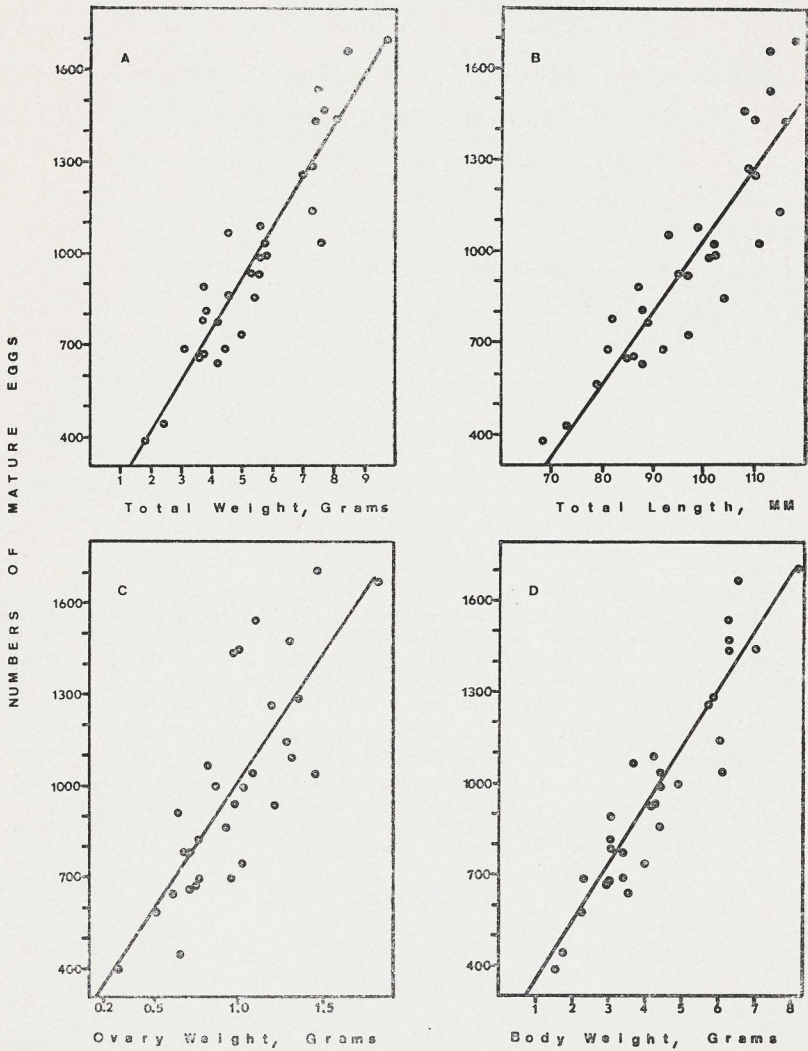 NUMBERS OF MATURE EGGS
A
1600
1300
1000
700
400
1 2 3 4 5 6 7 8 9
Total Weight, Grams
B
1600
1300
1000
700
400
70 80 90 100 110
Total Length, MM
C
1600
1300
1000
700
400
0.2 0.5 1.0 1.5
Ovary Weight, Grams
D
1600
1300
1000
700
400
1 2 3 4 5 6 7 8
Body Weight, Grams